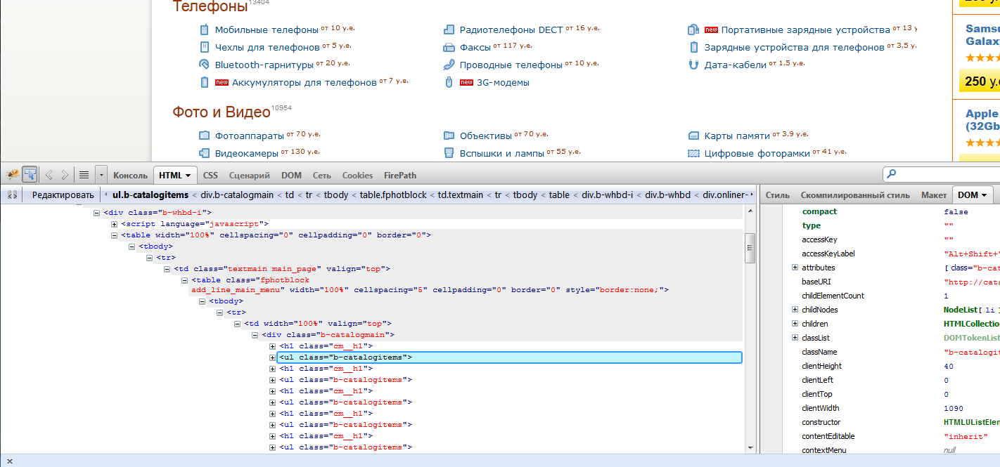 Телефоны 13404
Мобильные телефоны от 10 у.е.
Чехлы для телефонов от 5 у.е.
Bluetooth-гарнитуры от 20 у.е.
new Аккумуляторы для телефонов от 7 у.е.
Радиотелефоны DECT от 16 у.е.
Факсы от 117 у.е.
Проводные телефоны от 10 у.е.
new 3G-модемы
new Портативные зарядные устройства от 13 у
Зарядные устройства для телефонов от 3,5 у.
Дата-кабели от 1,5 у.е.
Фото и Видео 10954
Фотоаппараты от 70 у.е.
Видеокамеры от 130 у.е.
Объективы от 70 у.е.
Вспышки и лампы от 55 у.е.
Карты памяти от 3,9 у.е.
Цифровые фоторамки от 41 у.е.
Samsu
Galaxy
250 у.е
Apple
(32Gb
Консоль HTML CSS Сценарий DOM Сеть Cookies FirePath
Редактировать ul.b-catalogitems < div.b-catalogmain < td < tr < tbody < table.fphotblock < td.textmain < tr < tbody < table < div.b-whbd-i < div.b-whbd < div.onliner-
<div class="b-whbd-i">
<script language="javascript">
<table width="100%" cellspacing="0" cellpadding="0" border="0">
<tbody>
<tr>
<td class="textmain main_page" valign="top">
<table class="fphotblock
add_line_main_menu" width="100%" cellspacing="5" cellpadding="0" border="0" style="border:none;">
<tbody>
<tr>
<td width="100%" valign="top">
<div class="b-catalogmain">
<h1 class="cm__h1">
<ul class="b-catalogitems">
<h1 class="cm__h1">
<ul class="b-catalogitems">
<h1 class="cm__h1">
<ul class="b-catalogitems">
<h1 class="cm__h1">
<ul class="b-catalogitems">
<h1 class="cm__h1">
<ul class="b-catalogitems">
Стиль Скомпилированный стиль Макет DOM
compact false
type ""
accessKey ""
accessKeyLabel "Alt+Shift+"
attributes [ class="b-cat
baseURI "http://cata
childElementCount 1
childNodes NodeList[ li ]
children HTMLCollectio
classList DOMTokenList
className "b-catalogit
clientHeight 40
clientLeft 0
clientTop 0
clientWidth 1090
constructor HTMLUListElen
contentEditable "inherit"
contextMenu null